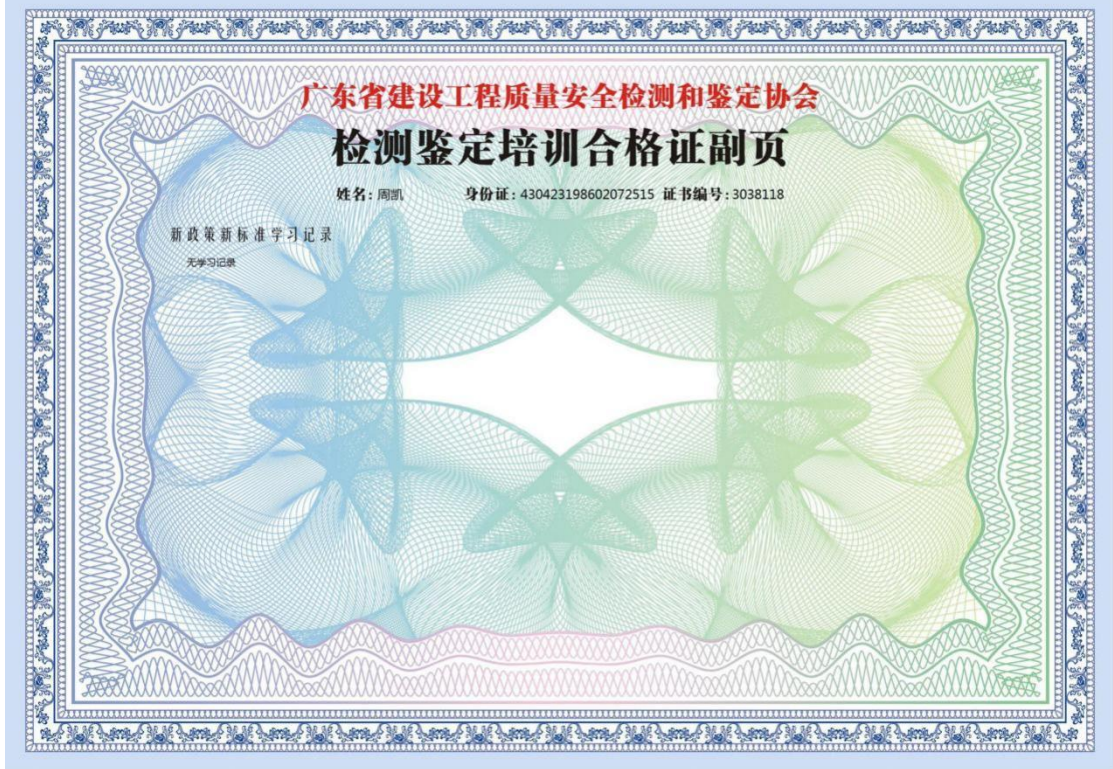 广东省建设工程质量安全检测和鉴定协会
检测鉴定培训合格证副页
姓名：周凯 身份证：430423198602072515 证书编号：3038118
新政策新标准学习记录
无学习记录